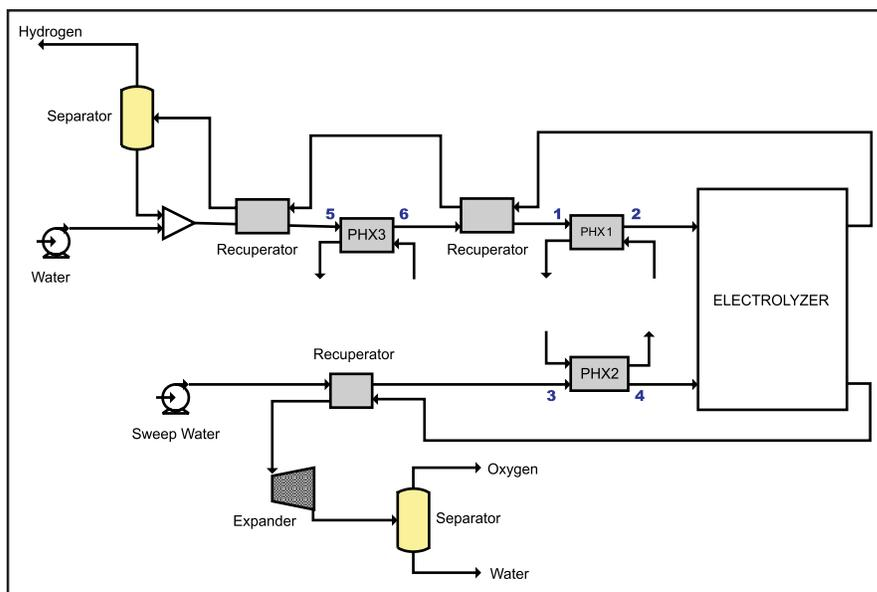 Hydrogen
Separator
5
6
1
2
PHX3
PHX1
Recuperator
Recuperator
Water
ELECTROLYZER
Recuperator
PHX2
3
4
Sweep Water
Oxygen
Expander
Separator
Water